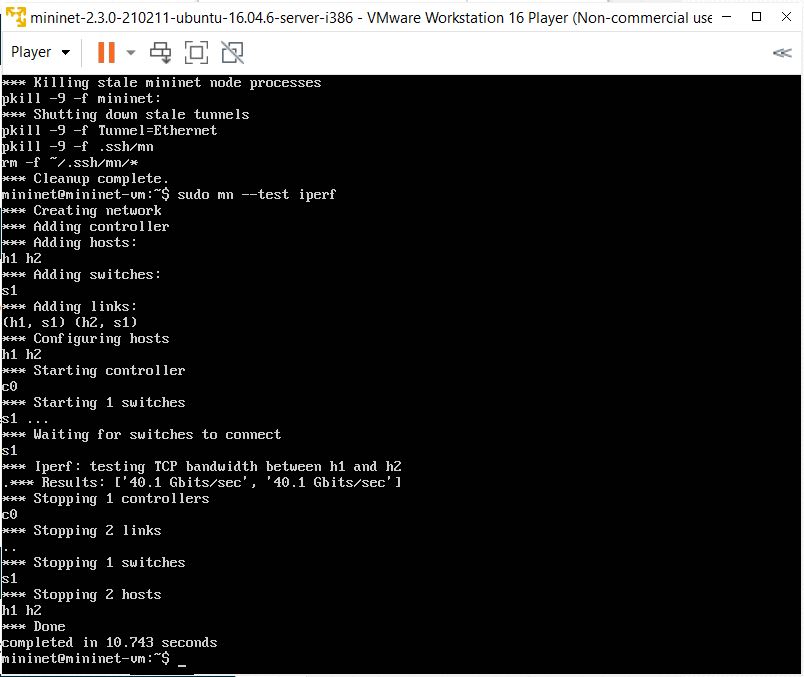 mininet-2.3.0-210211-ubuntu-16.04.6-server-i386 - VMware Workstation 16 Player (Non-commercial use
Player
*** Killing stale mininet node processes
pkill -9 -f mininet:
*** Shutting down stale tunnels
pkill -9 -f Tunnel=Ethernet
pkill -9 -f .ssh/mn
rm -f ~/.ssh/mn/*
*** Cleanup complete.
mininet@mininet-vm:~$ sudo mn --test iperf
*** Creating network
*** Adding controller
*** Adding hosts:
h1 h2
*** Adding switches:
s1
*** Adding links:
(h1, s1) (h2, s1)
*** Configuring hosts
h1 h2
*** Starting controller
c0
*** Starting 1 switches
s1 ...
*** Waiting for switches to connect
s1
*** Iperf: testing TCP bandwidth between h1 and h2
.*** Results: ['40.1 Gbits/sec', '40.1 Gbits/sec']
*** Stopping 1 controllers
c0
*** Stopping 2 links
..
*** Stopping 1 switches
s1
*** Stopping 2 hosts
h1 h2
*** Done
completed in 10.743 seconds
mininet@mininet-vm:~$ _